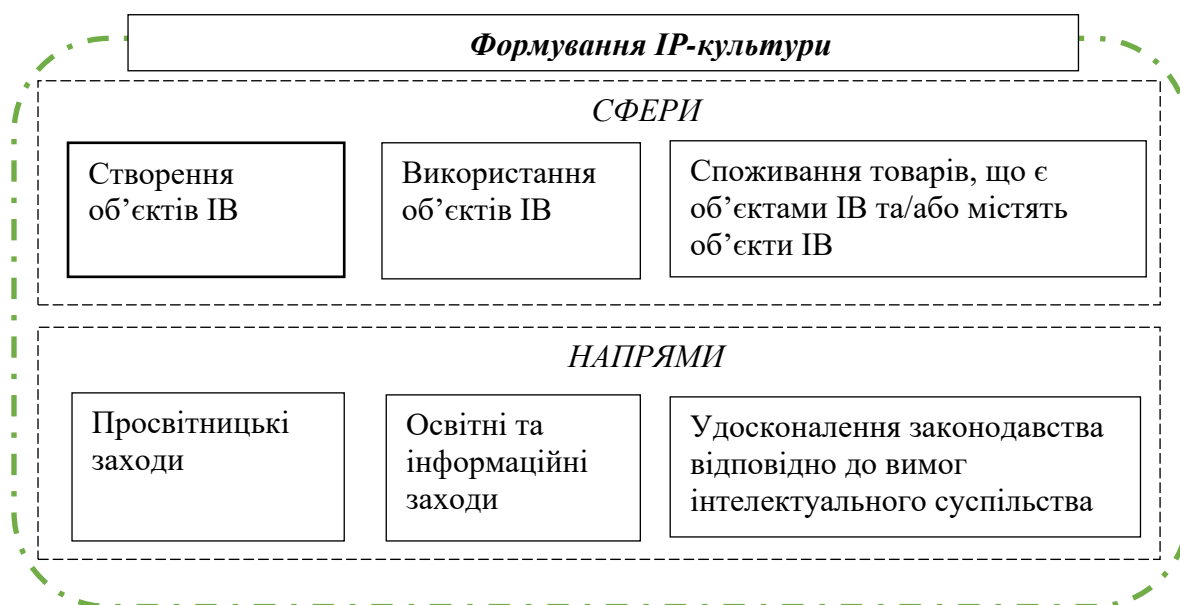 Формування ІР-культури
СФЕРИ
Створення
об’єктів ІВ
Використання
об’єктів ІВ
Споживання товарів, що є
об’єктами ІВ та/або містять
об’єкти ІВ
НАПРЯМИ
Просвітницькі
заходи
Освітні та
інформаційні
заходи
Удосконалення законодавства
відповідно до вимог
інтелектуального суспільства